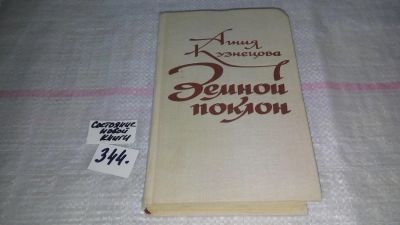 Агния
Кузнецова
Земной
поклон
Состояние
новой
книги
344.